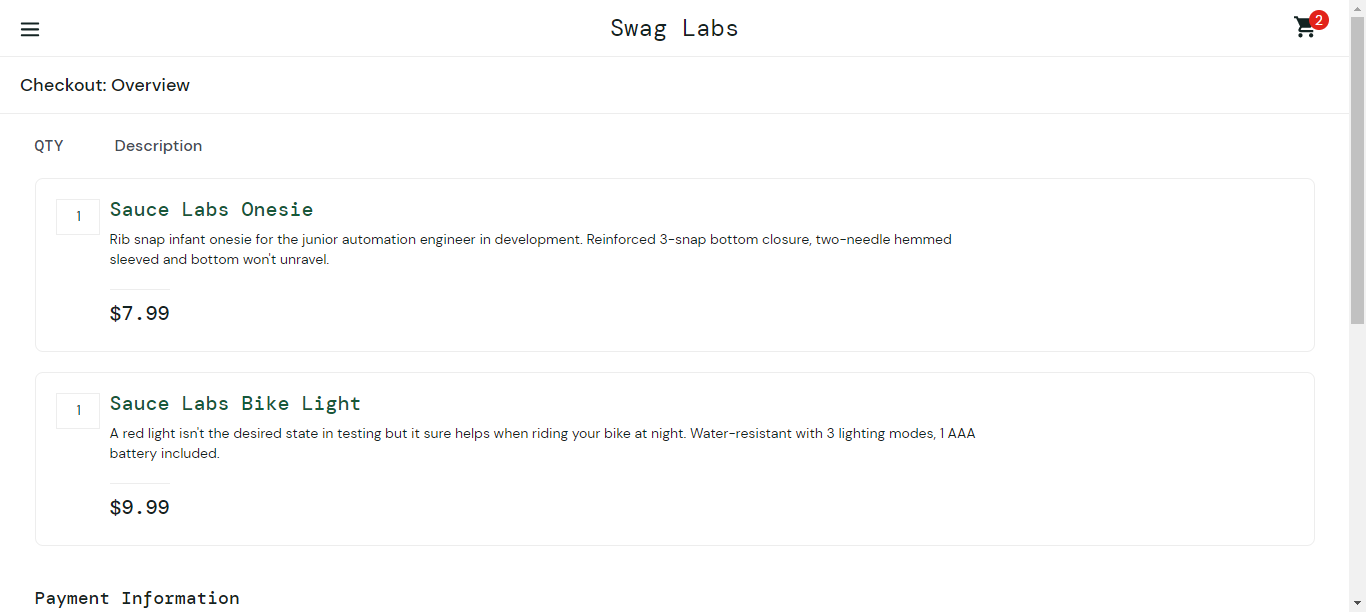 Swag Labs
2
Checkout: Overview
QTY Description
1
Sauce Labs Onesie
Rib snap infant onesie for the junior automation engineer in development. Reinforced 3-snap bottom closure, two-needle hemmed
sleeved and bottom won't unravel.
$7.99
1
Sauce Labs Bike Light
A red light isn't the desired state in testing but it sure helps when riding your bike at night. Water-resistant with 3 lighting modes, 1 AAA
battery included.
$9.99
Payment Information